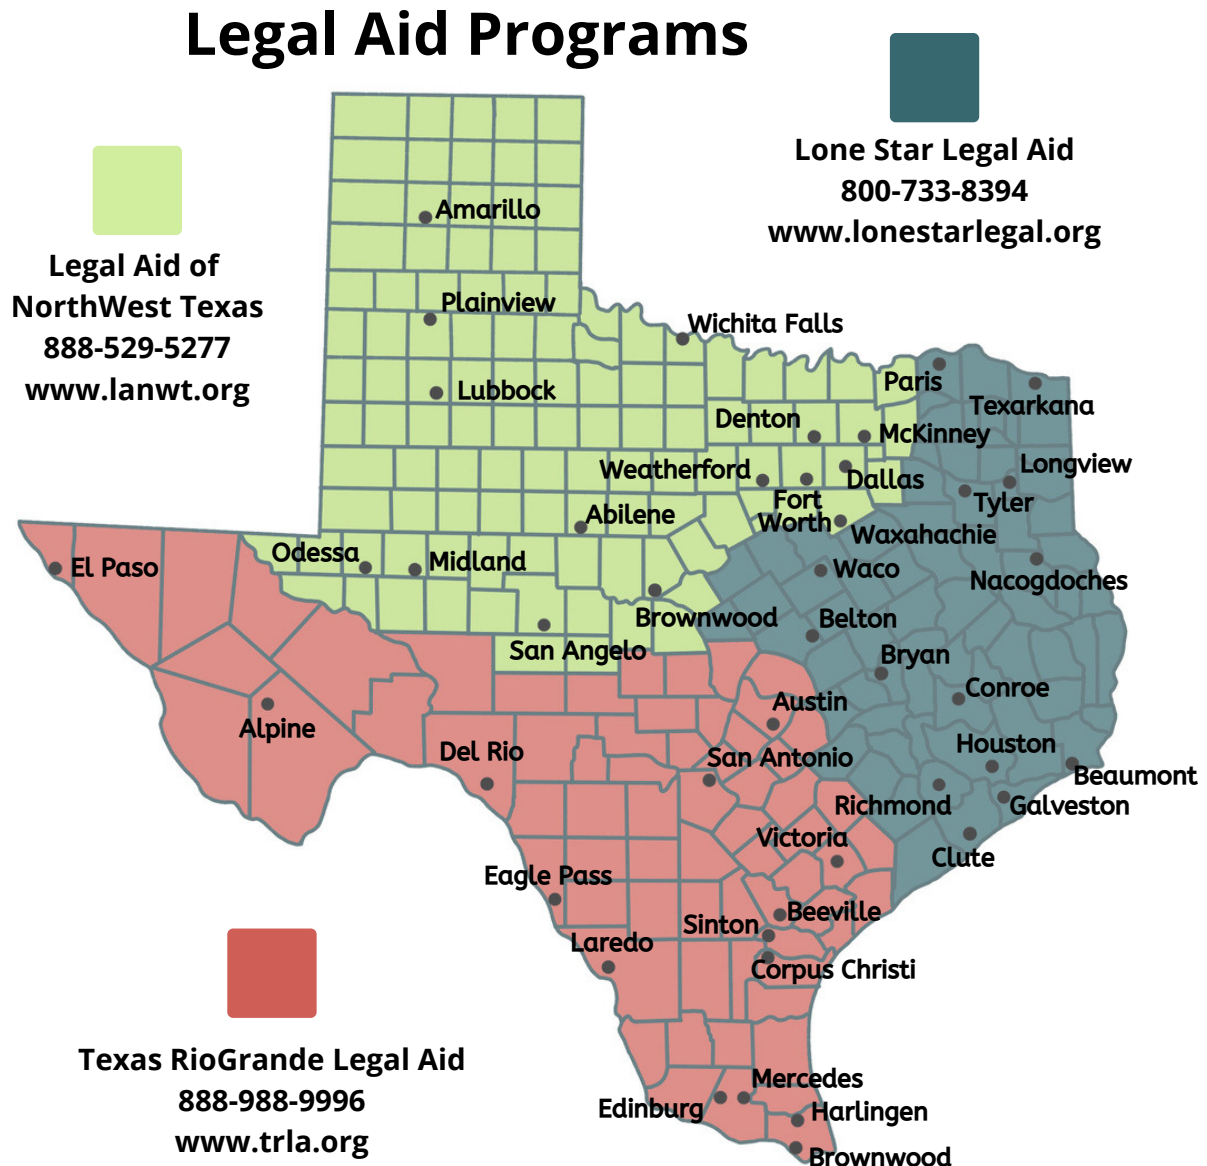 Legal Aid Programs
Lone Star Legal Aid
800-733-8394
www.lonestarlegal.org
Legal Aid of
NorthWest Texas
888-529-5277
www.lanwt.org
Amarillo
Plainview
Wichita Falls
Lubbock
Paris
Texarkana
Denton
McKinney
Weatherford
Dallas
Longview
Fort
Worth
Tyler
Abilene
Waxahachie
Odessa
Midland
El Paso
Waco
Nacogdoches
Brownwood
Belton
San Angelo
Bryan
Conroe
Austin
Alpine
Del Rio
San Antonio
Houston
Beaumont
Richmond
Galveston
Victoria
Clute
Eagle Pass
Beeville
Sinton
Laredo
Corpus Christi
Texas RioGrande Legal Aid
888-988-9996
www.trla.org
Mercedes
Edinburg
Harlingen
Brownwood